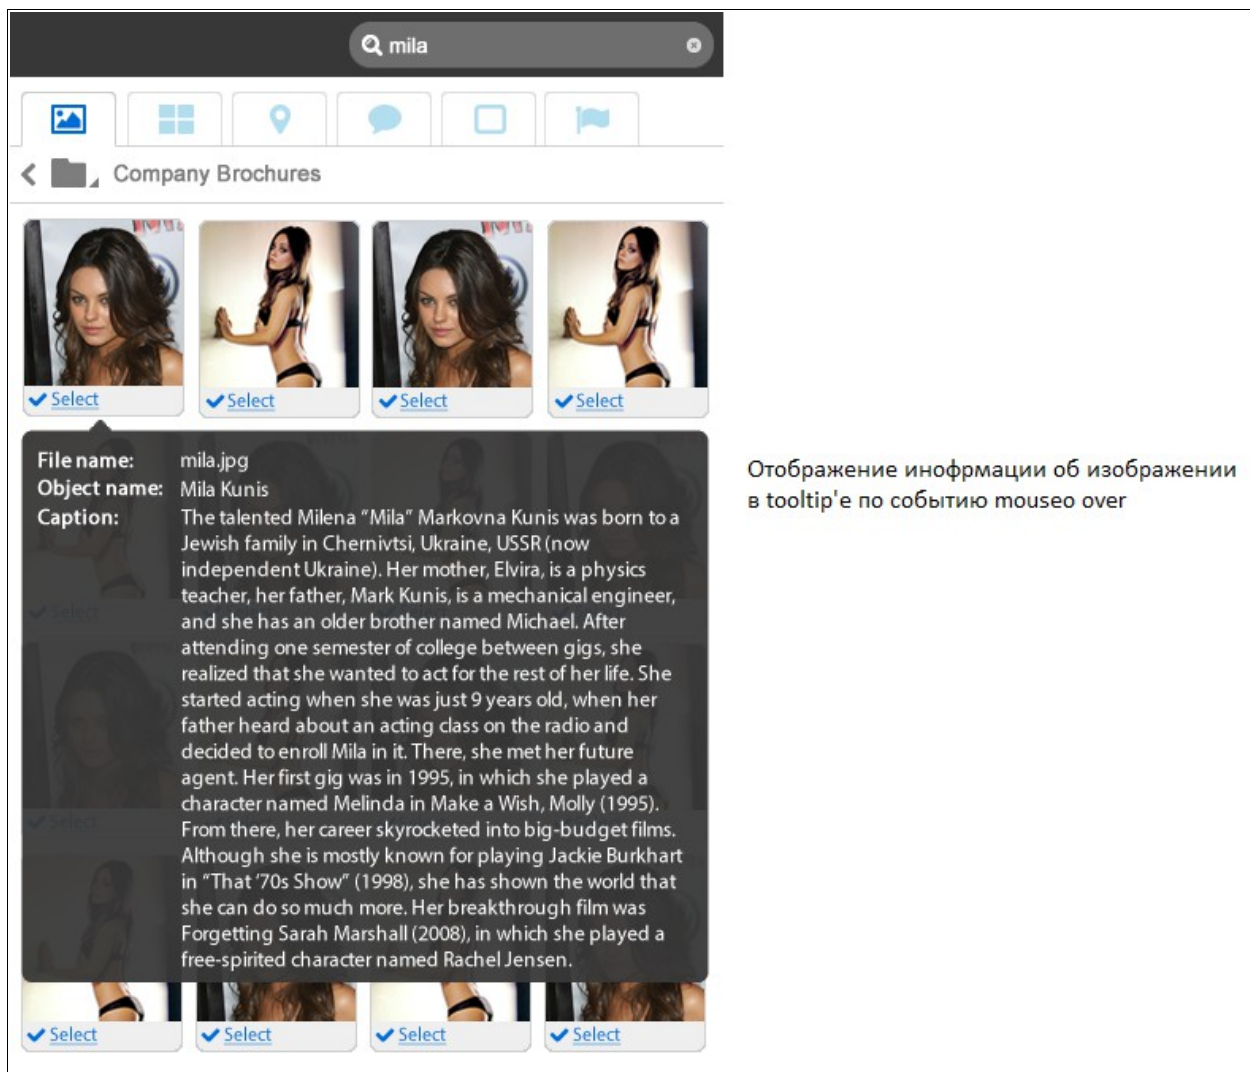 mila
Company Brochures
Select Select Select Select
File name: mila.jpg
Object name: Mila Kunis
Caption: The talented Milena “Mila” Markovna Kunis was born to a
Jewish family in Chernivtsi, Ukraine, USSR (now
independent Ukraine). Her mother, Elvira, is a physics
teacher, her father, Mark Kunis, is a mechanical engineer,
and she has an older brother named Michael. After
attending one semester of college between gigs, she
realized that she wanted to act for the rest of her life. She
started acting when she was just 9 years old, when her
father heard about an acting class on the radio and
decided to enroll Mila in it. There, she met her future
agent. Her first gig was in 1995, in which she played a
character named Melinda in Make a Wish, Molly (1995).
From there, her career skyrocketed into big-budget films.
Although she is mostly known for playing Jackie Burkhart
in “That ’70s Show” (1998), she has shown the world that
she can do so much more. Her breakthrough film was
Forgetting Sarah Marshall (2008), in which she played a
free-spirited character named Rachel Jensen.
Select Select Select Select
Отображение инофрмации об изображении
в tooltip'е по событию mouseo over